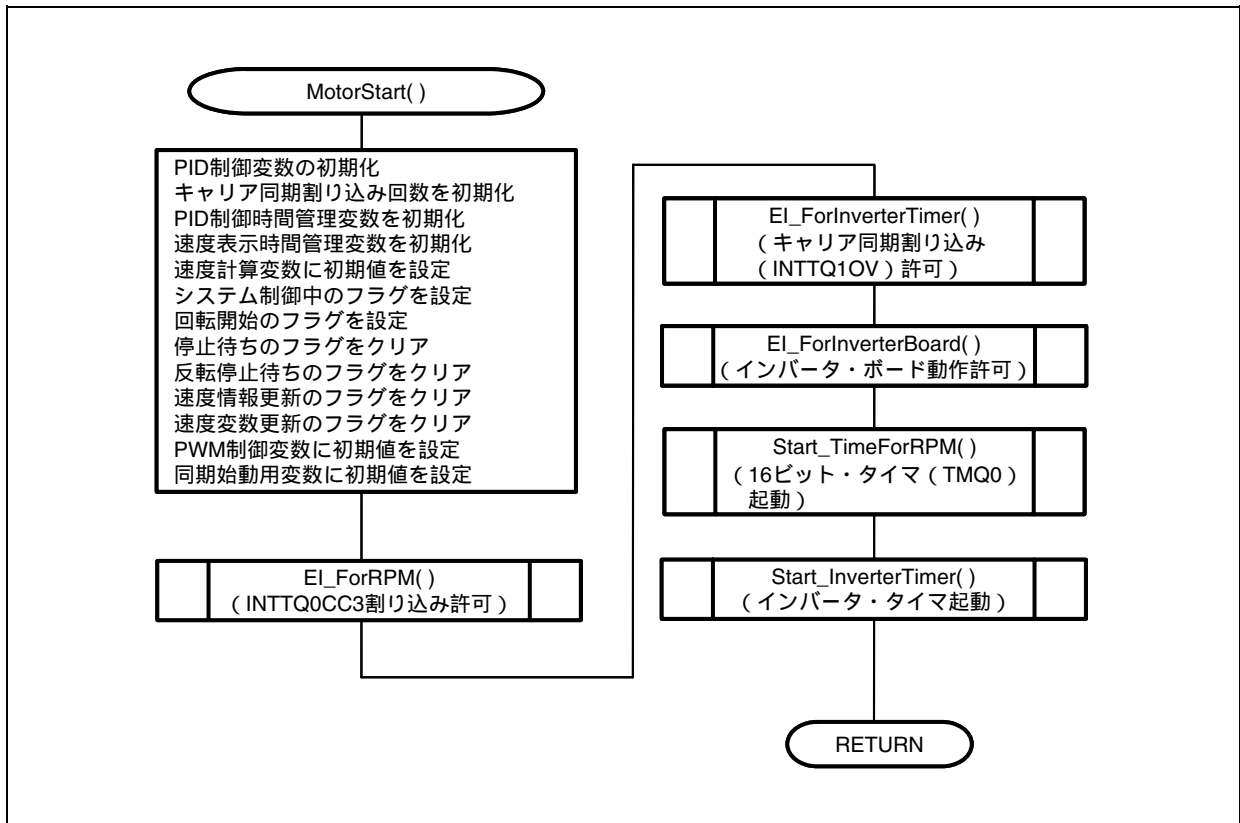 MotorStart( )
PID制御変数の初期化
キャリア同期割り込み回数を初期化
PID制御時間管理変数を初期化
速度表示時間管理変数を初期化
速度計算変数に初期値を設定
システム制御中のフラグを設定
回転開始のフラグを設定
停止待ちのフラグをクリア
反転停止待ちのフラグをクリア
速度情報更新のフラグをクリア
速度変数更新のフラグをクリア
PWM制御変数に初期値を設定
同期始動用変数に初期値を設定
EI_ForRPM( )
（INTTQ0CC3割り込み許可）
EI_ForInverterTimer( )
（キャリア同期割り込み
（INTTQ1OV）許可）
EI_ForInverterBoard( )
（インバータ・ボード動作許可）
Start_TimeForRPM( )
（16ビット・タイマ（TMQ0）
起動）
Start_InverterTimer( )
（インバータ・タイマ起動）
RETURN